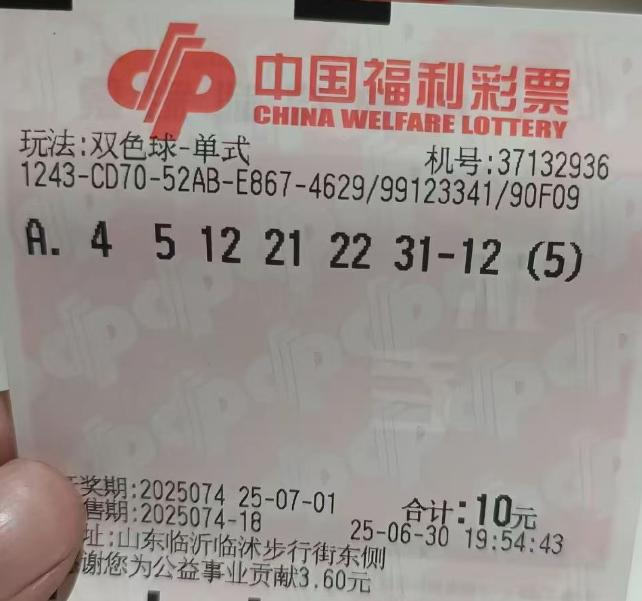 中国福利彩票
CHINA WELFARE LOTTERY
玩法:双色球-单式 机号:37132936
1243-CD70-52AB-E867-4629/99123341/90F09
A. 4 5 12 21 22 31-12 (5)
奖期:2025074 25-07-01 合计:10元
售期:2025074-18 25-06-30 19:54:43
址:山东临沂临沭步行街东侧
谢您为公益事业贡献3.60元